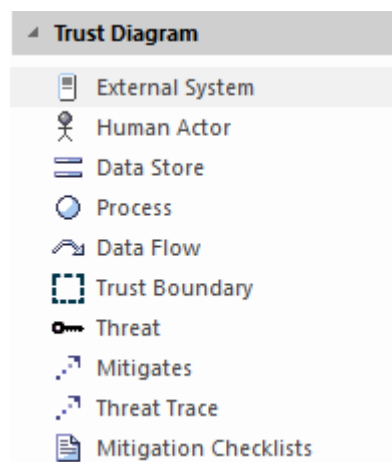 Trust Diagram
External System
Human Actor
Data Store
Process
Data Flow
Trust Boundary
Threat
Mitigates
Threat Trace
Mitigation Checklists